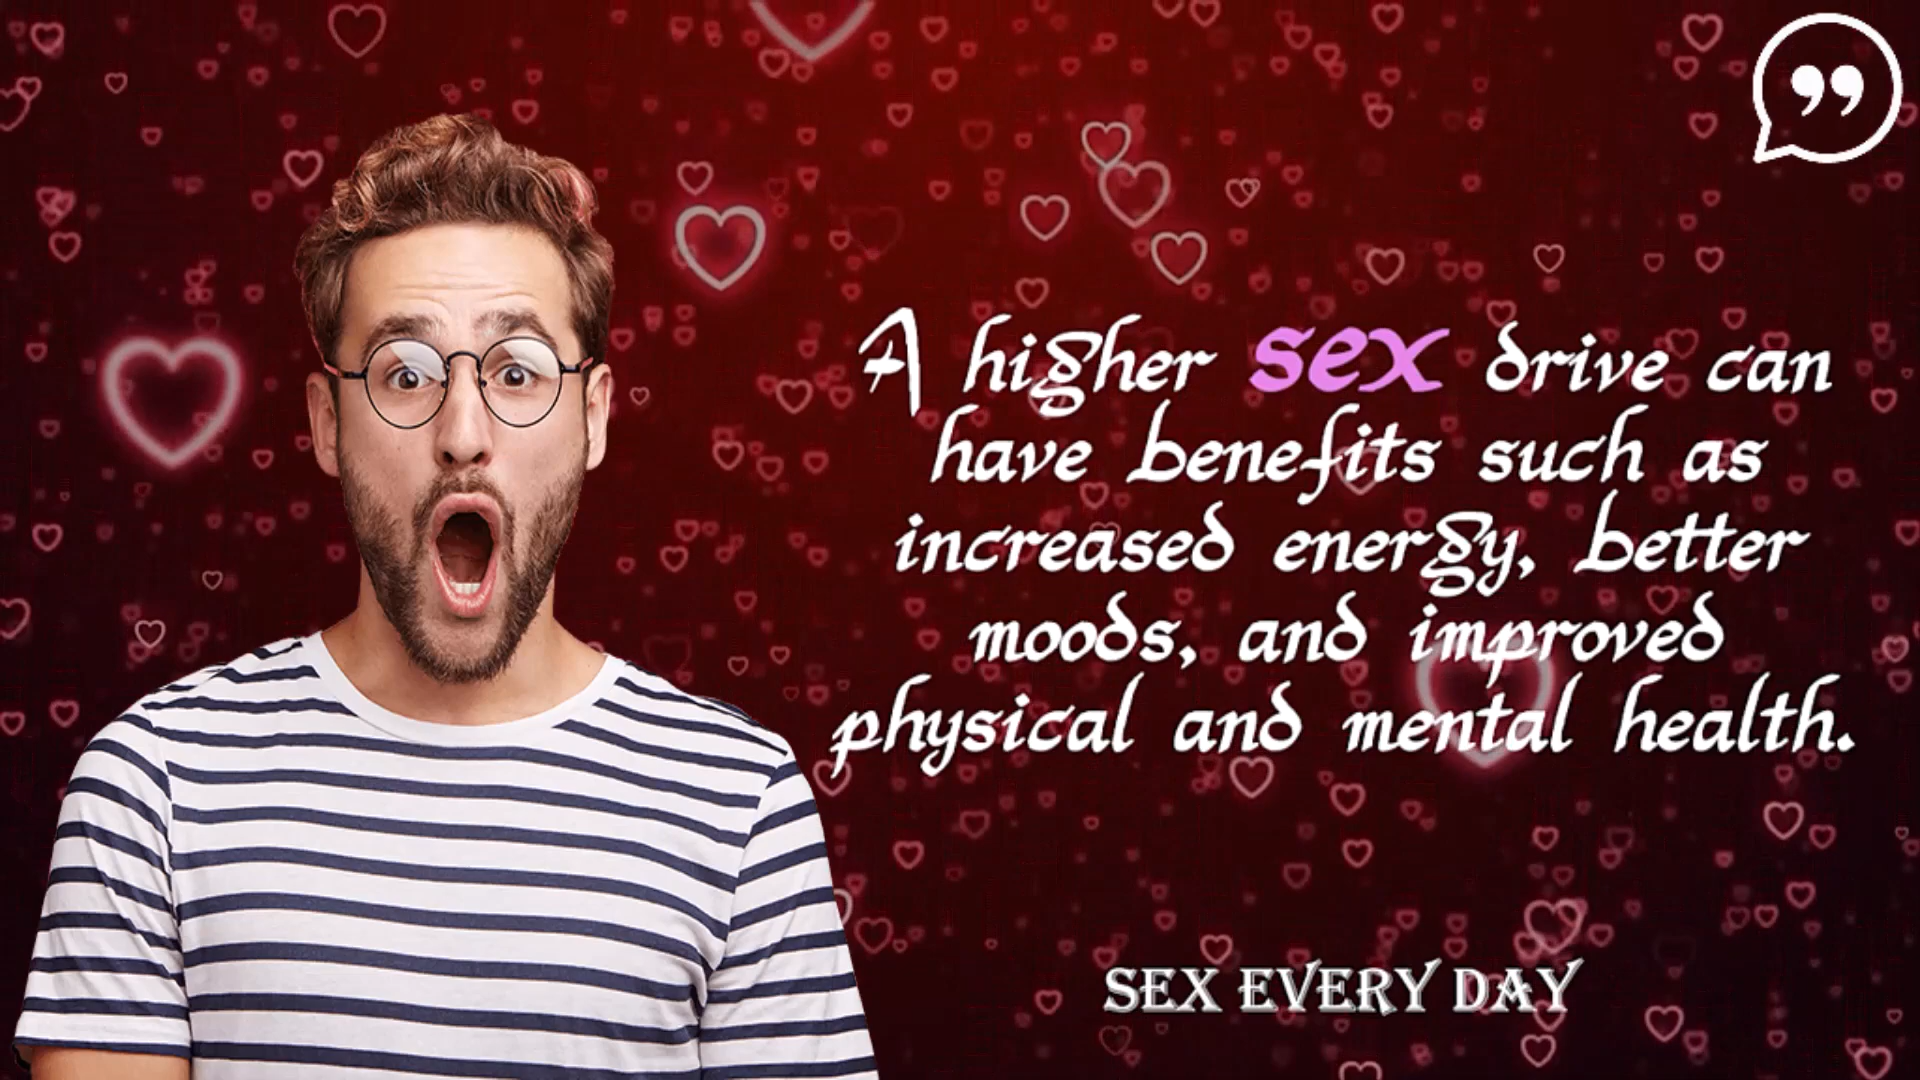 A higher sex drive can
have benefits such as
increased energy, better
moods, and improved
physical and mental health.
SEX EVERY DAY